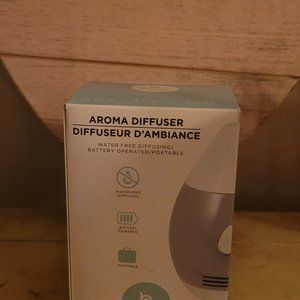 AROMA DIFFUSER
DIFFUSEUR D'AMBIANCE
WATER FREE DIFFUSING/
BATTERY OPERATED/PORTABLE
WATER FREE
DIFFUSING
BATTERY
POWERED
PORTABLE